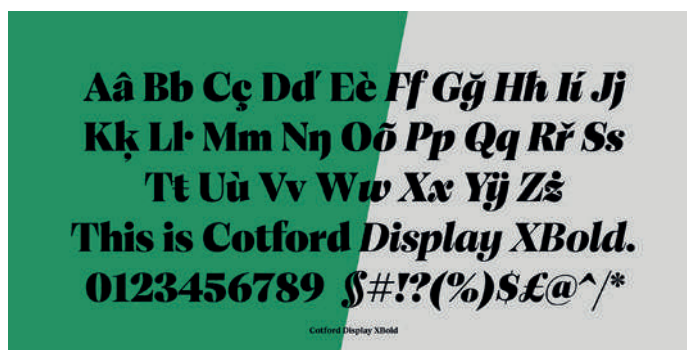 Aâ Bb Cç Dď Eè Ff Gğ Hh Ií Jj
Kķ Lŀ Mm Nŋ Oõ Pp Qq Rř Ss
Tŧ Uù Vv Ww Xx Yÿ Zż
This is Cotford Display XBold.
0123456789 §#!?(%)$£@^/*
Cotford Display XBold